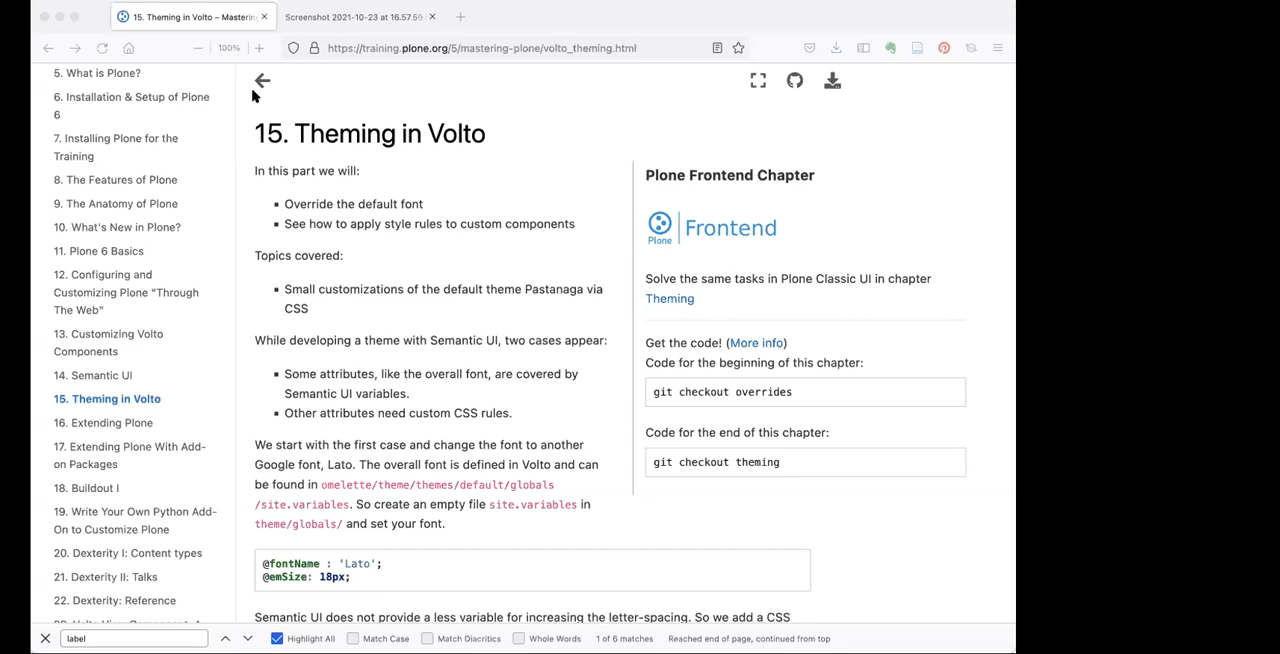 15. Theming in Volto – Mastering
Screenshot 2021-10-23 at 16.57.59
100%
https://training.plone.org/5/mastering-plone/volto_theming.html
5. What is Plone?
6. Installation & Setup of Plone
6
7. Installing Plone for the
Training
8. The Features of Plone
9. The Anatomy of Plone
10. What's New in Plone?
11. Plone 6 Basics
12. Configuring and
Customizing Plone "Through
The Web"
13. Customizing Volto
Components
14. Semantic UI
15. Theming in Volto
16. Extending Plone
17. Extending Plone With Add-
on Packages
18. Buildout I
19. Write Your Own Python Add-
On to Customize Plone
20. Dexterity I: Content types
21. Dexterity II: Talks
22. Dexterity: Reference
15. Theming in Volto
In this part we will:
Override the default font
See how to apply style rules to custom components
Topics covered:
Small customizations of the default theme Pastanaga via
CSS
While developing a theme with Semantic UI, two cases appear:
Some attributes, like the overall font, are covered by
Semantic UI variables.
Other attributes need custom CSS rules.
We start with the first case and change the font to another
Google font, Lato. The overall font is defined in Volto and can
be found in omelette/theme/themes/default/globals
/site.variables. So create an empty file site.variables in
theme/globals/ and set your font.
@fontName : 'Lato';
@emSize: 18px;
Semantic UI does not provide a less variable for increasing the letter-spacing. So we add a CSS
Plone Frontend Chapter
Plone
Frontend
Solve the same tasks in Plone Classic UI in chapter
Theming
Get the code! (More info)
Code for the beginning of this chapter:
git checkout overrides
Code for the end of this chapter:
git checkout theming
label
Highlight All
Match Case
Match Diacritics
Whole Words
1 of 6 matches
Reached end of page, continued from top